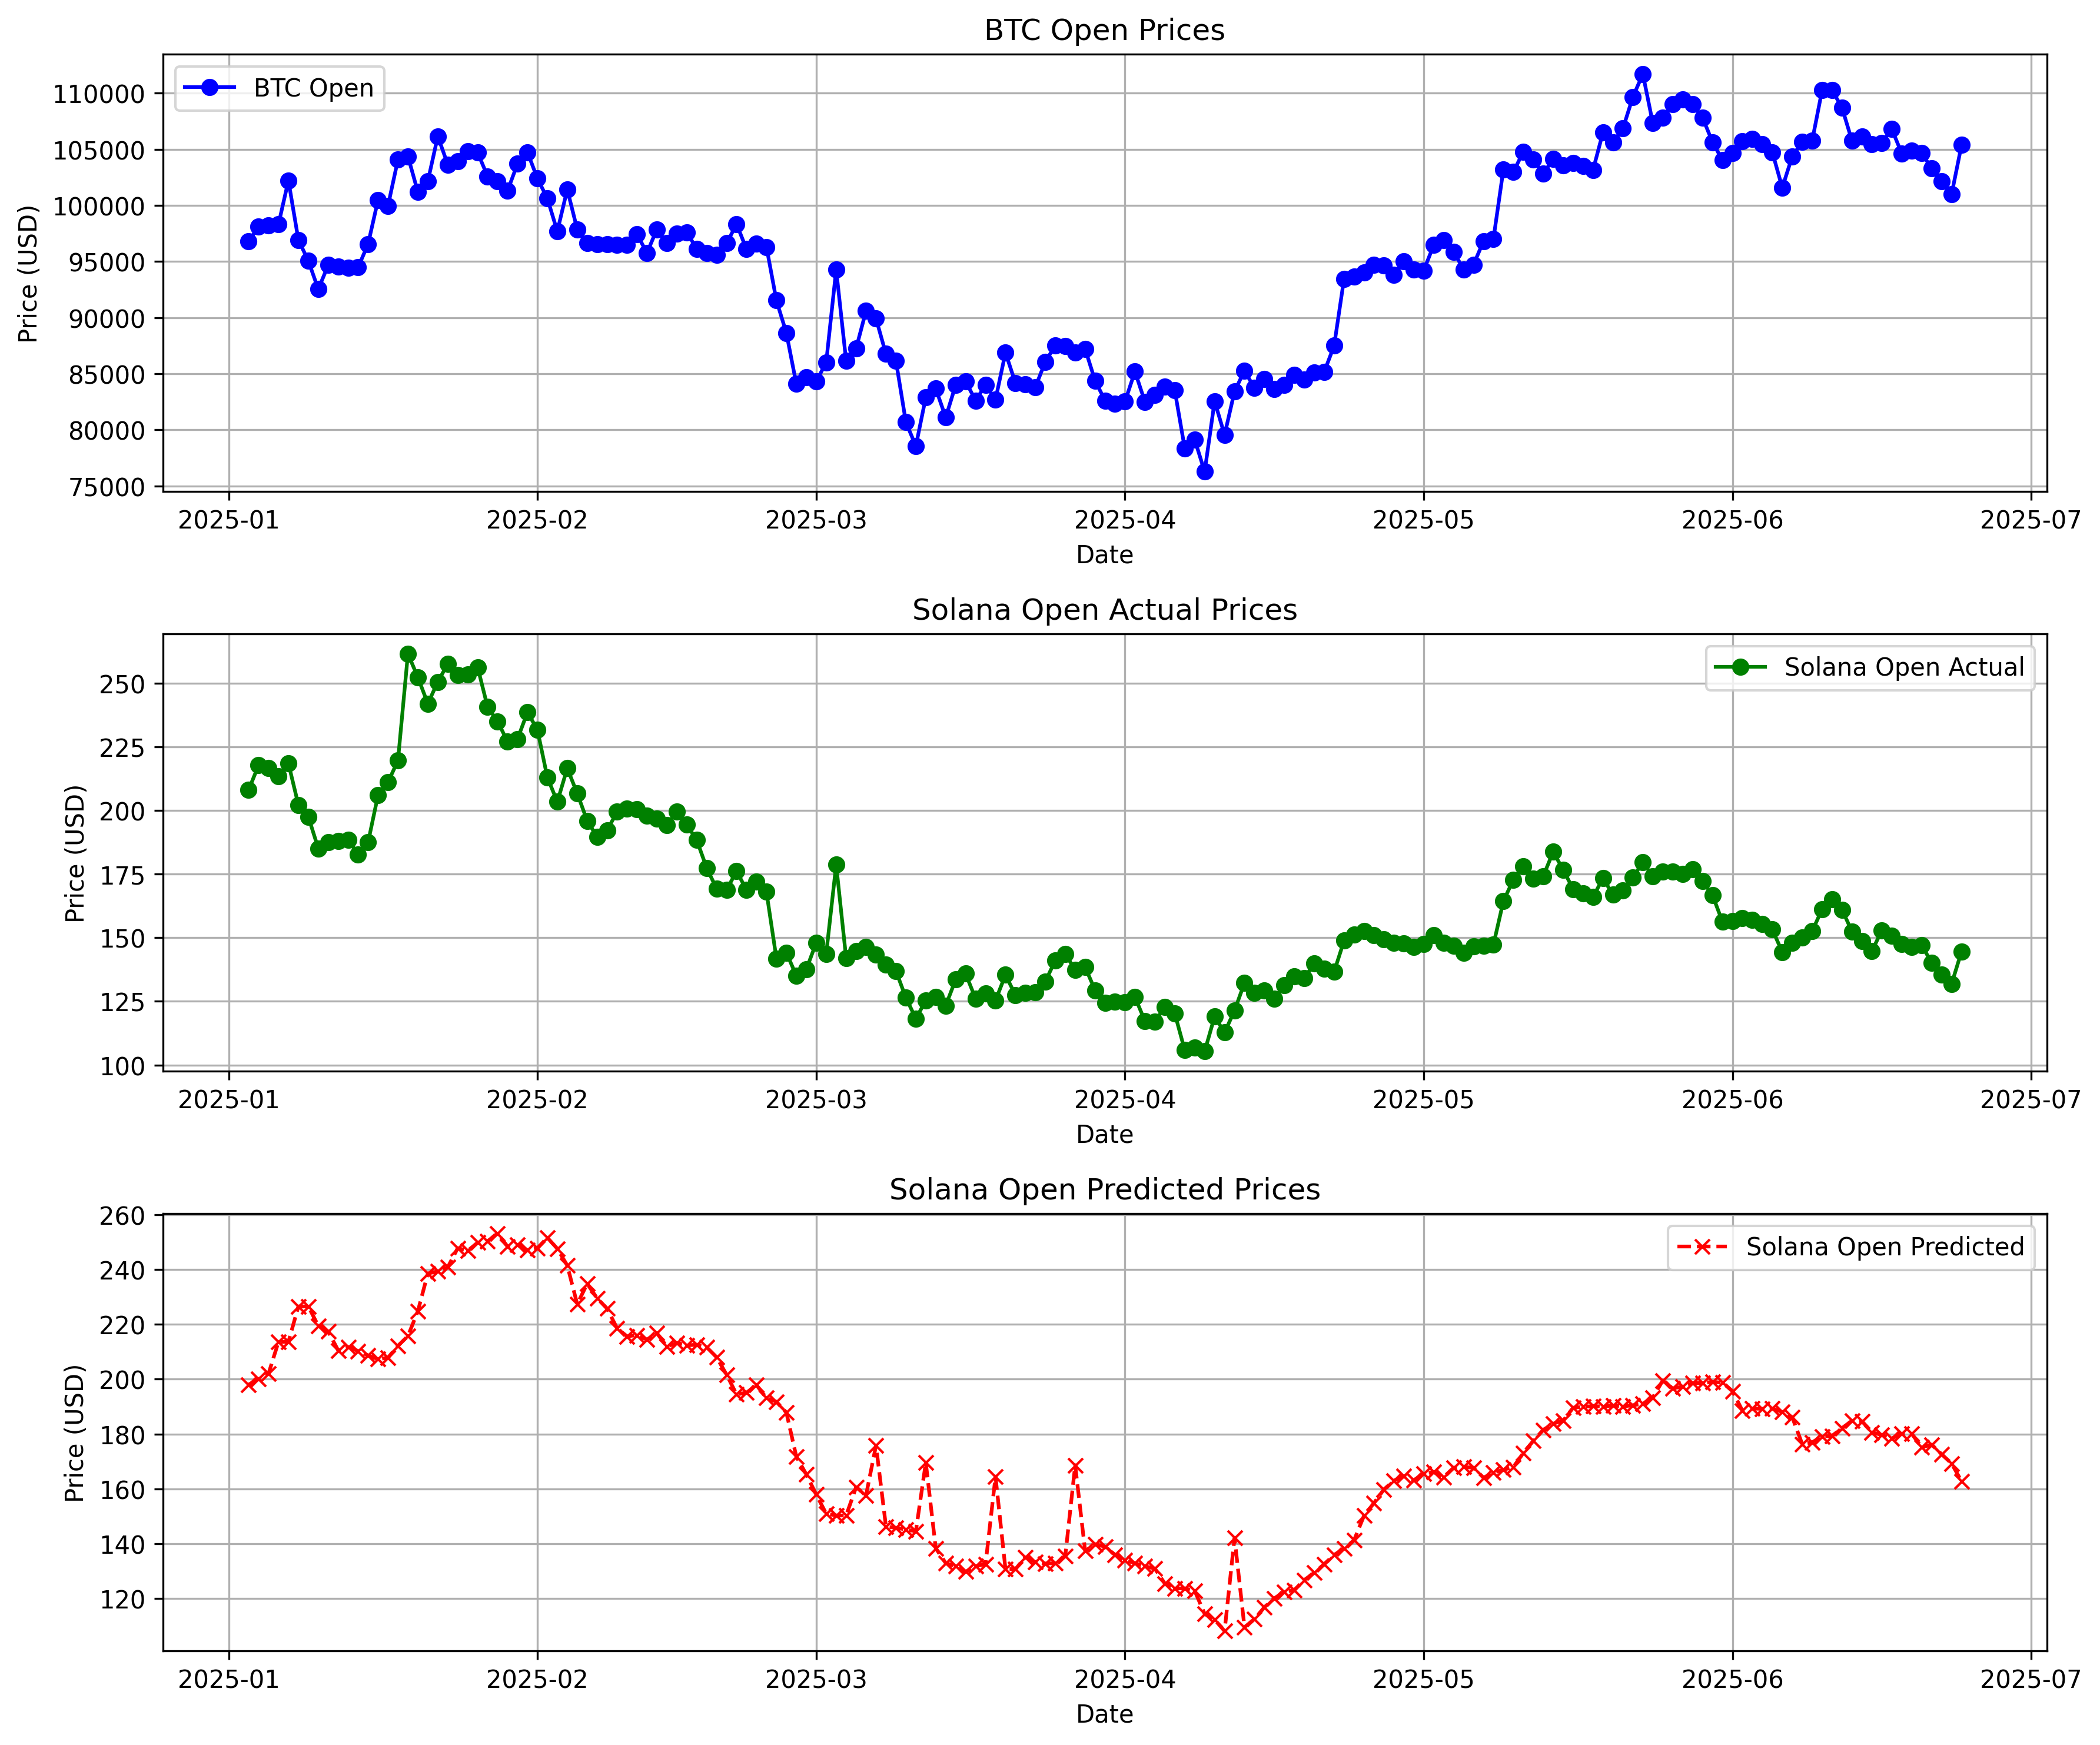 BTC Open Prices
BTC Open
Price (USD)
110000
105000
100000
95000
90000
85000
80000
75000
2025-01 2025-02 2025-03 2025-04 2025-05 2025-06 2025-07
Date
Solana Open Actual Prices
Solana Open Actual
Price (USD)
250
225
200
175
150
125
100
2025-01 2025-02 2025-03 2025-04 2025-05 2025-06 2025-07
Date
Solana Open Predicted Prices
Solana Open Predicted
Price (USD)
260
240
220
200
180
160
140
120
2025-01 2025-02 2025-03 2025-04 2025-05 2025-06 2025-07
Date